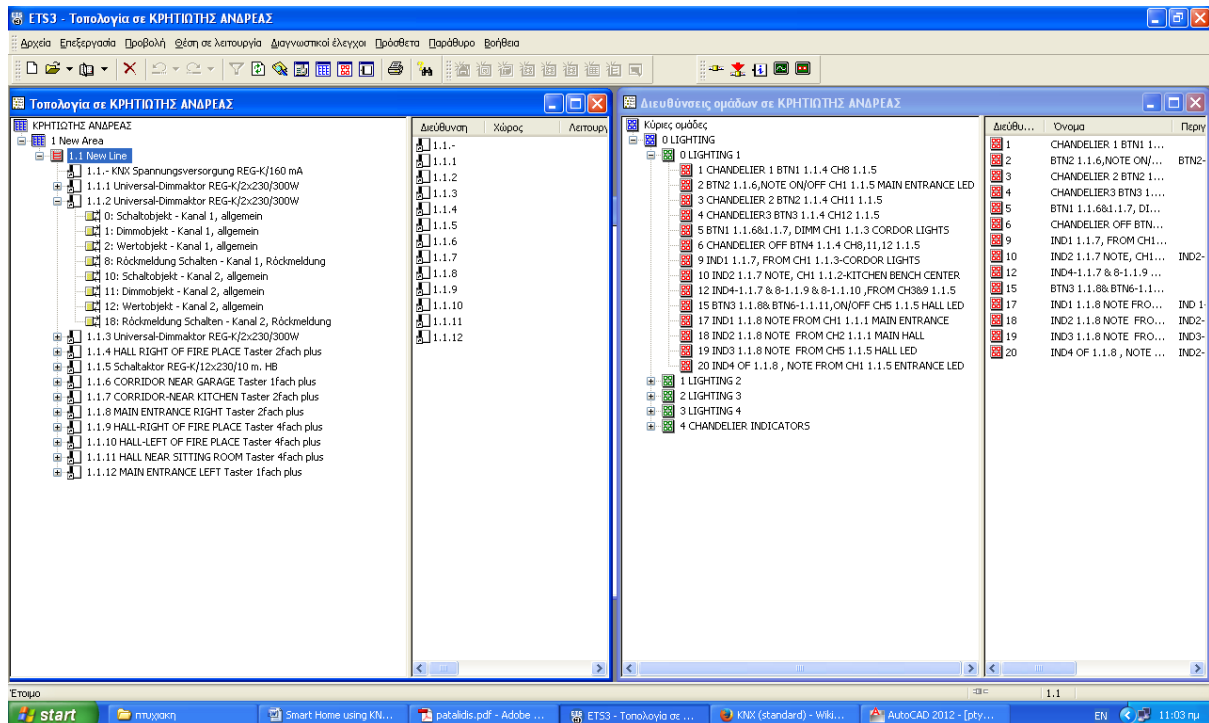 ETS3 - Τοπολογία σε ΚΡΗΤΙΩΤΗΣ ΑΝΔΡΕΑΣ
Αρχεία Επεξεργασία Προβολή Θέση σε λειτουργία Διαγνωστικοί έλεγχοι Πρόσθετα Παράθυρο Βοήθεια
Τοπολογία σε ΚΡΗΤΙΩΤΗΣ ΑΝΔΡΕΑΣ
ΚΡΗΤΙΩΤΗΣ ΑΝΔΡΕΑΣ
1 New Area
1.1 New Line
1.1.- KNX Spannungsversorgung REG-K/160 mA
1.1.1 Universal-Dimmaktor REG-K/2x230/300W
1.1.2 Universal-Dimmaktor REG-K/2x230/300W
0: Schaltobjekt - Kanal 1, allgemein
1: Dimmobjekt - Kanal 1, allgemein
2: Wertobjekt - Kanal 1, allgemein
8: Róckmeldung Schalten - Kanal 1, Róckmeldung
10: Schaltobjekt - Kanal 2, allgemein
11: Dimmobjekt - Kanal 2, allgemein
12: Wertobjekt - Kanal 2, allgemein
18: Róckmeldung Schalten - Kanal 2, Róckmeldung
1.1.3 Universal-Dimmaktor REG-K/2x230/300W
1.1.4 HALL RIGHT OF FIRE PLACE Taster 2fach plus
1.1.5 Schaltaktor REG-K/12x230/10 m. HB
1.1.6 CORRIDOR NEAR GARAGE Taster 1fach plus
1.1.7 CORRIDOR-NEAR KITCHEN Taster 2fach plus
1.1.8 MAIN ENTRANCE RIGHT Taster 2fach plus
1.1.9 HALL-RIGHT OF FIRE PLACE Taster 4fach plus
1.1.10 HALL-LEFT OF FIRE PLACE Taster 4fach plus
1.1.11 HALL NEAR SITTING ROOM Taster 4fach plus
1.1.12 MAIN ENTRANCE LEFT Taster 1fach plus
Διεύθυνση Χώρος Λειτουργ
1.1.-
1.1.1
1.1.2
1.1.3
1.1.4
1.1.5
1.1.6
1.1.7
1.1.8
1.1.9
1.1.10
1.1.11
1.1.12
Διευθύνσεις ομάδων σε ΚΡΗΤΙΩΤΗΣ ΑΝΔΡΕΑΣ
Κύριες ομάδες
0 LIGHTING
0 LIGHTING 1
1 CHANDELIER 1 BTN1 1.1.4 CH8 1.1.5
2 BTN2 1.1.6,NOTE ON/OFF CH1 1.1.5 MAIN ENTRANCE LED
3 CHANDELIER 2 BTN2 1.1.4 CH11 1.1.5
4 CHANDELIER3 BTN3 1.1.4 CH12 1.1.5
5 BTN1 1.1.6&1.1.7, DIMM CH1 1.1.3 CORDOR LIGHTS
6 CHANDELIER OFF BTN4 1.1.4 CH8,11,12 1.1.5
9 IND1 1.1.7, FROM CH1 1.1.3-CORDOR LIGHTS
10 IND2 1.1.7 NOTE, CH1 1.1.2-KITCHEN BENCH CENTER
12 IND4-1.1.7 & 8-1.1.9 & 8-1.1.10 ,FROM CH3&9 1.1.5
15 BTN3 1.1.8& BTN6-1.1.11,ON/OFF CH5 1.1.5 HALL LED
17 IND1 1.1.8 NOTE FROM CH1 1.1.1 MAIN ENTRANCE
18 IND2 1.1.8 NOTE FROM CH2 1.1.1 MAIN HALL
19 IND3 1.1.8 NOTE FROM CH5 1.1.5 HALL LED
20 IND4 OF 1.1.8 , NOTE FROM CH1 1.1.5 ENTRANCE LED
1 LIGHTING 2
2 LIGHTING 3
3 LIGHTING 4
4 CHANDELIER INDICATORS
Διευθυ... Όνομα Περιγ
1 CHANDELIER 1 BTN1 1...
2 BTN2 1.1.6,NOTE ON/... BTN2-
3 CHANDELIER 2 BTN2 1...
4 CHANDELIER3 BTN3 1....
5 BTN1 1.1.6&1.1.7, DI...
6 CHANDELIER OFF BTN...
9 IND1 1.1.7, FROM CH1...
10 IND2 1.1.7 NOTE, CH1... IND2-
12 IND4-1.1.7 & 8-1.1.9 ...
15 BTN3 1.1.8& BTN6-1.1...
17 IND1 1.1.8 NOTE FRO... IND 1-
18 IND2 1.1.8 NOTE FRO... IND2-
19 IND3 1.1.8 NOTE FRO... IND3-
20 IND4 OF 1.1.8 , NOTE ... IND2-
Έτοιμο 1.1
start πτυχιακη Smart Home using KN... patalidis.pdf - Adobe ... ETS3 - Τοπολογία σε ... KNX (standard) - Wiki... AutoCAD 2012 - [pty... EN 11:03 πμ